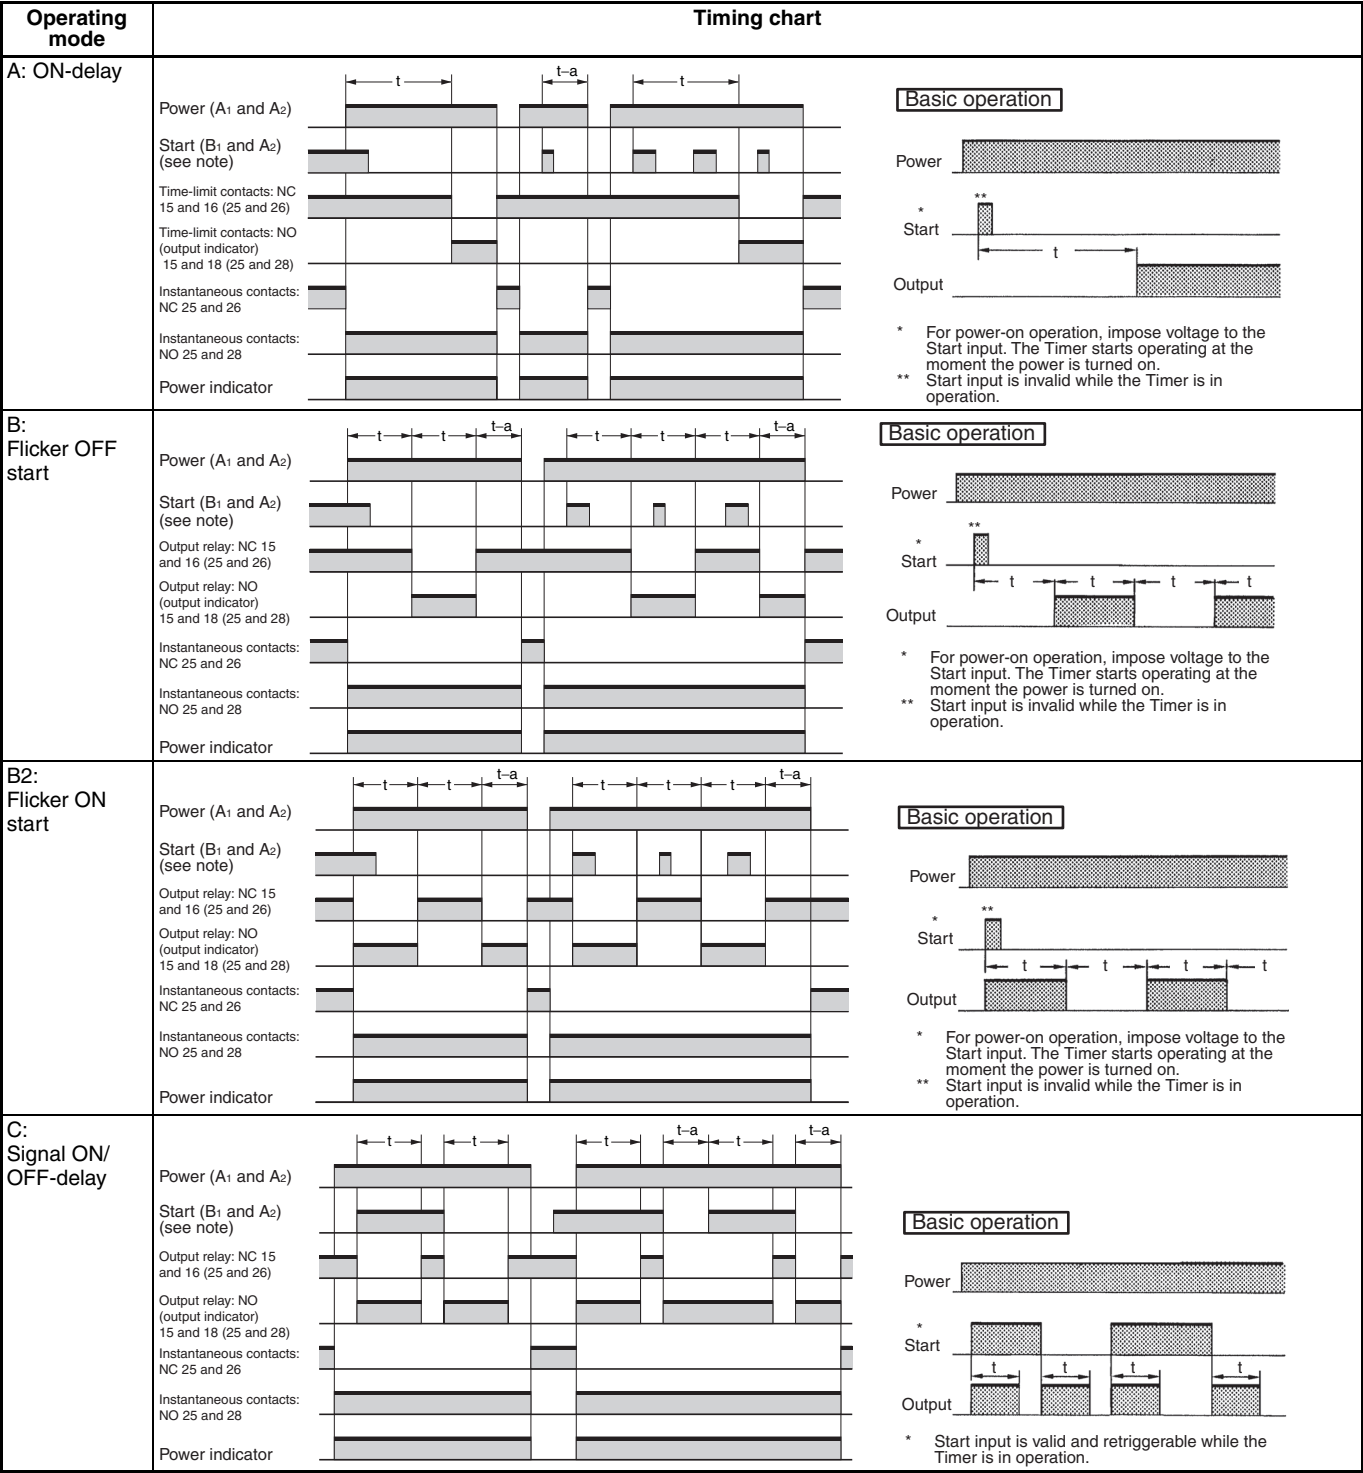 Operating
mode
Timing chart
A: ON-delay
t
t–a
t
Power (A1 and A2)
Start (B1 and A2)
(see note)
Time-limit contacts: NC
15 and 16 (25 and 26)
Time-limit contacts: NO
(output indicator)
15 and 18 (25 and 28)
Instantaneous contacts:
NC 25 and 26
Instantaneous contacts:
NO 25 and 28
Power indicator
Basic operation
Power
**
*
Start
t
Output
* For power-on operation, impose voltage to the
Start input. The Timer starts operating at the
moment the power is turned on.
** Start input is invalid while the Timer is in
operation.
B:
Flicker OFF
start
t t t–a t t t t–a
Power (A1 and A2)
Start (B1 and A2)
(see note)
Output relay: NC 15
and 16 (25 and 26)
Output relay: NO
(output indicator)
15 and 18 (25 and 28)
Instantaneous contacts:
NC 25 and 26
Instantaneous contacts:
NO 25 and 28
Power indicator
Basic operation
Power
**
*
Start
t t t t
Output
* For power-on operation, impose voltage to the
Start input. The Timer starts operating at the
moment the power is turned on.
** Start input is invalid while the Timer is in
operation.
B2:
Flicker ON
start
t t t–a t t t t–a
Power (A1 and A2)
Start (B1 and A2)
(see note)
Output relay: NC 15
and 16 (25 and 26)
Output relay: NO
(output indicator)
15 and 18 (25 and 28)
Instantaneous contacts:
NC 25 and 26
Instantaneous contacts:
NO 25 and 28
Power indicator
Basic operation
Power
**
*
Start
t t t t
Output
* For power-on operation, impose voltage to the
Start input. The Timer starts operating at the
moment the power is turned on.
** Start input is invalid while the Timer is in
operation.
C:
Signal ON/
OFF-delay
t t t t–a t t–a
Power (A1 and A2)
Start (B1 and A2)
(see note)
Output relay: NC 15
and 16 (25 and 26)
Output relay: NO
(output indicator)
15 and 18 (25 and 28)
Instantaneous contacts:
NC 25 and 26
Instantaneous contacts:
NO 25 and 28
Power indicator
Basic operation
Power
*
Start
t t t t
Output
* Start input is valid and retriggerable while the
Timer is in operation.